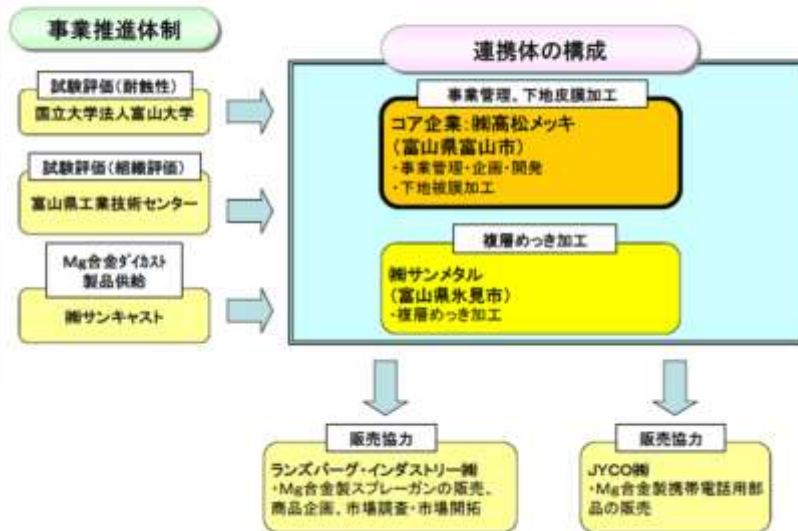 事業推進体制
連携体の構成
試験評価(耐蝕性)
国立大学法人富山大学
試験評価(組織評価)
富山県工業技術センター
Mg合金ダイカスト
製品供給
㈱サンキャスト
事業管理、下地皮膜加工
コア企業:㈱高松メッキ
(富山県富山市)
・事業管理・企画・開発
・下地被膜加工
複層めっき加工
㈱サンメタル
(富山県氷見市)
・複層めっき加工
販売協力
ランズバーグ・インダストリー㈱
・Mg合金製スプレーガンの販売、
商品企画、市場調査・市場開拓
販売協力
JYCO㈱
・Mg合金製携帯電話用部
品の販売